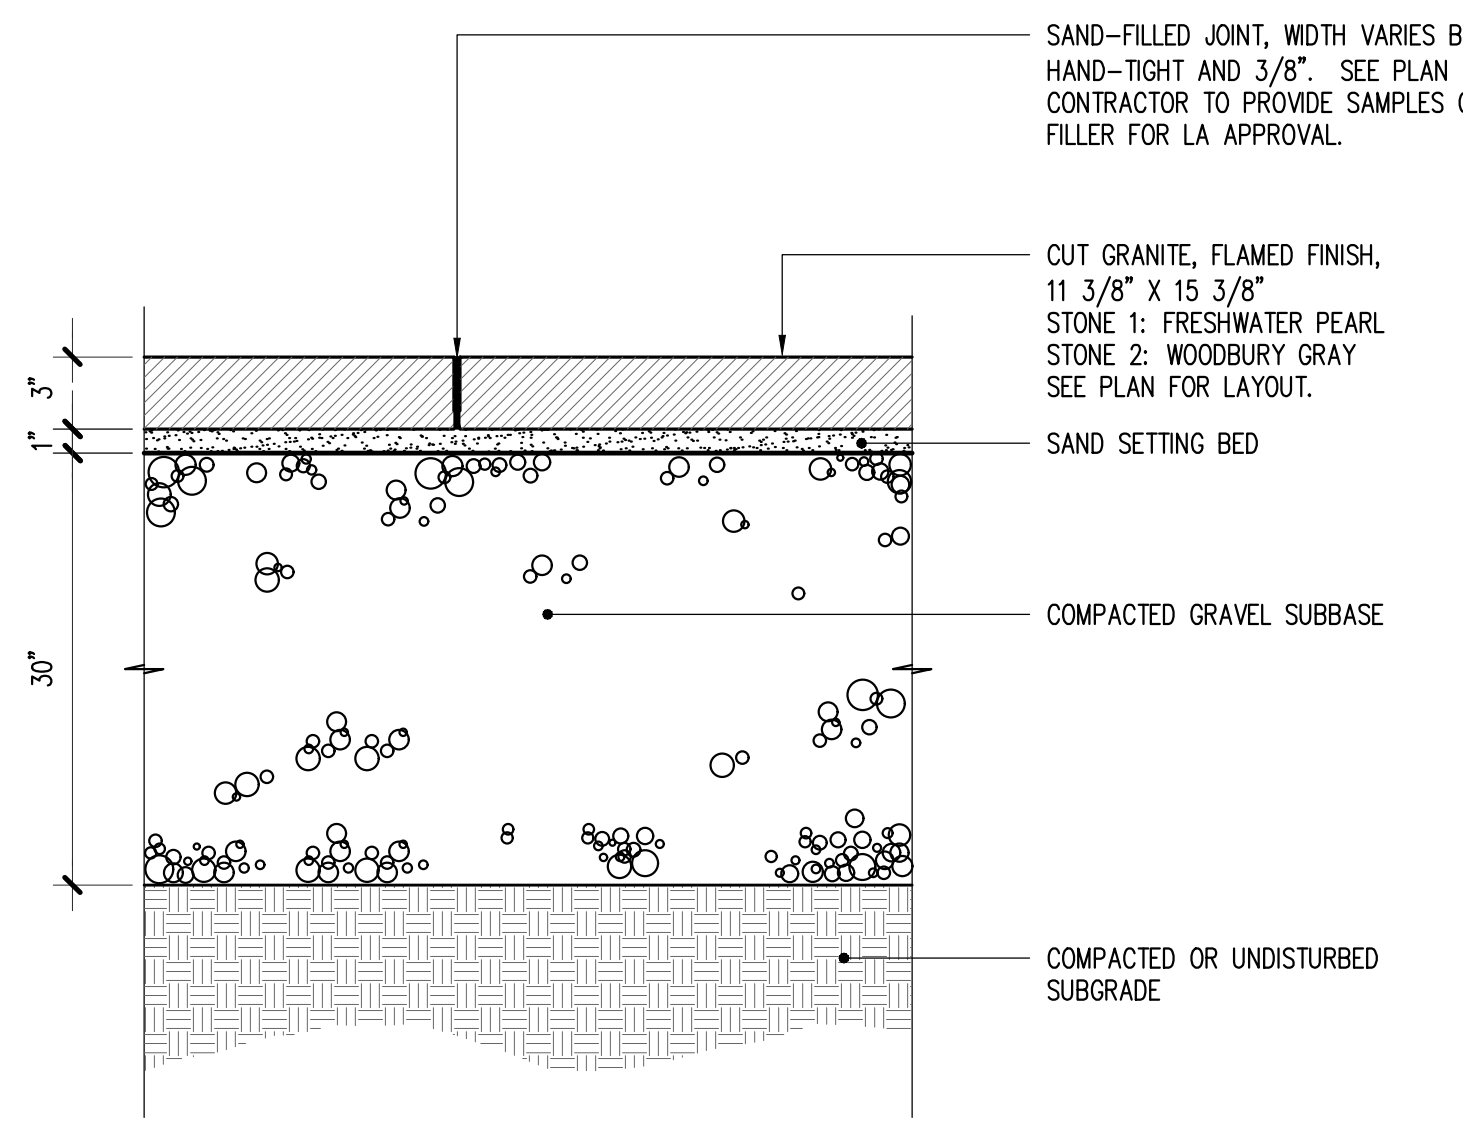 SAND-FILLED JOINT, WIDTH VARIES
HAND-TIGHT AND 3/8". SEE PLAN
CONTRACTOR TO PROVIDE SAMPLES
FILLER FOR LA APPROVAL.
CUT GRANITE, FLAMED FINISH,
11 3/8" X 15 3/8"
STONE 1: FRESHWATER PEARL
STONE 2: WOODBURY GRAY
SEE PLAN FOR LAYOUT.
3"
1"
SAND SETTING BED
COMPACTED GRAVEL SUBBASE
30"
COMPACTED OR UNDISTURBED
SUBGRADE